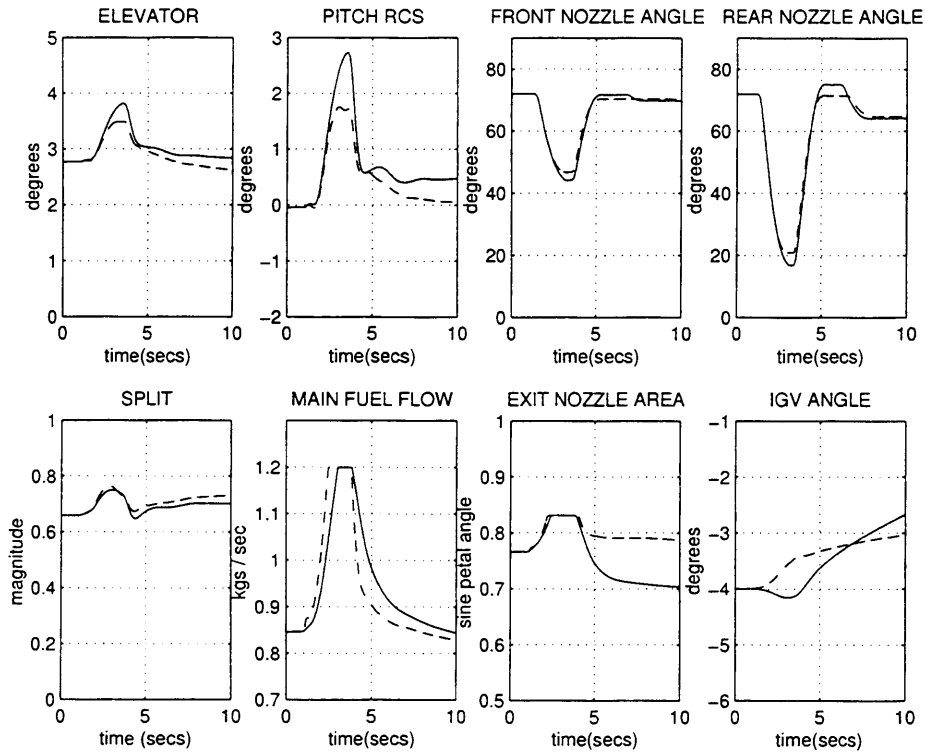 ELEVATOR
PITCH RCS
FRONT NOZZLE ANGLE
REAR NOZZLE ANGLE
degrees
5
4
3
2
1
0
0 5 10
time(secs)
degrees
3
2
1
0
−1
−2
0 5 10
time(secs)
degrees
80
60
40
20
0
0 5 10
time(secs)
degrees
80
60
40
20
0
0 5 10
time(secs)
SPLIT
MAIN FUEL FLOW
EXIT NOZZLE AREA
IGV ANGLE
magnitude
1
0.8
0.6
0.4
0.2
0
0 5 10
time (secs)
kgs / sec
1.2
1.1
1
0.9
0.8
0.7
0 5 10
time(secs)
sine petal angle
1
0.9
0.8
0.7
0.6
0.5
0 5 10
time(secs)
degrees
−1
−2
−3
−4
−5
−6
0 5 10
time(secs)